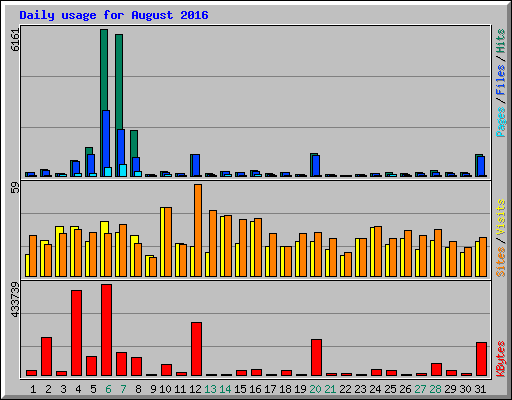 Daily usage for August 2016
6161
Pages / Files / Hits
59
Sites / Visits
433739
KBytes
1 2 3 4 5 6 7 8 9 10 11 12 13 14 15 16 17 18 19 20 21 22 23 24 25 26 27 28 29 30 31